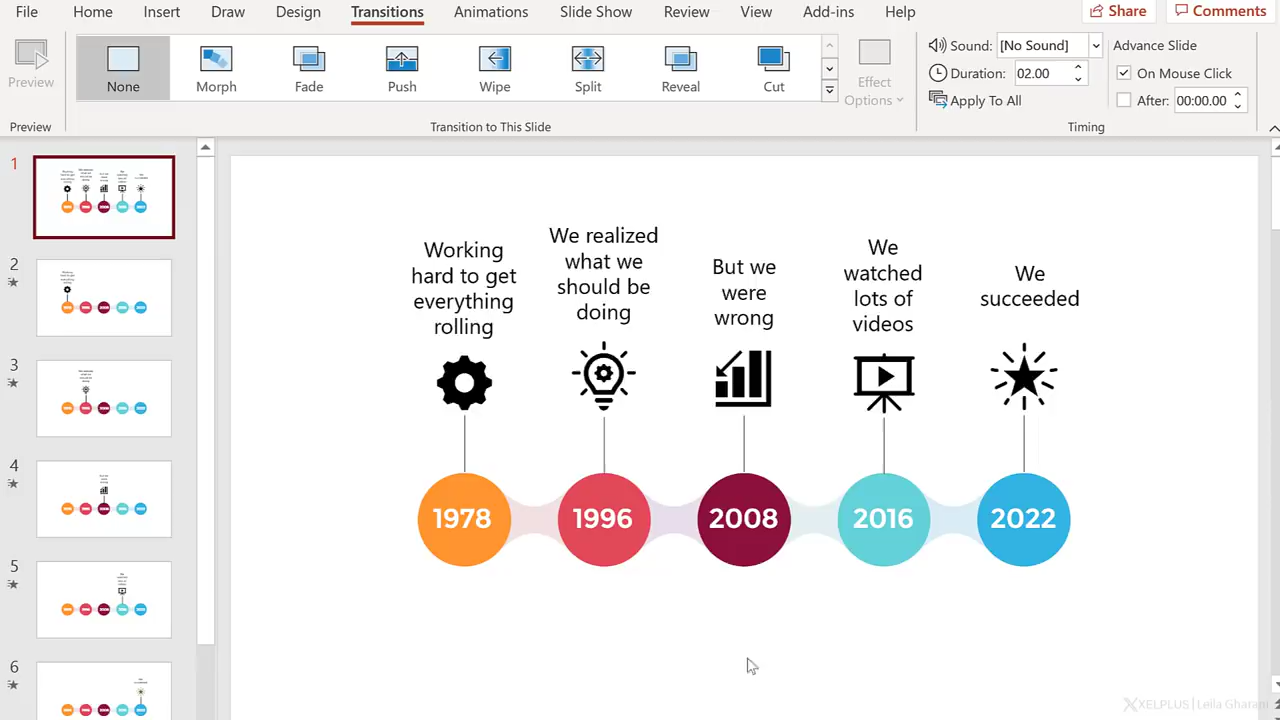 File Home Insert Draw Design Transitions Animations Slide Show Review View Add-ins Help Share Comments
Preview
None Morph Fade Push Wipe Split Reveal Cut
Effect
Options
Sound: [No Sound]
Duration: 02.00
Apply To All
Advance Slide
On Mouse Click
After: 00:00.00
Preview Transition to This Slide Timing
1
2
3
4
5
6
Working
hard to get
everything
rolling
We realized
what we
should be
doing
But we
were
wrong
We
watched
lots of
videos
We
succeeded
1978 1996 2008 2016 2022
XELPLUS | Leila Gharani